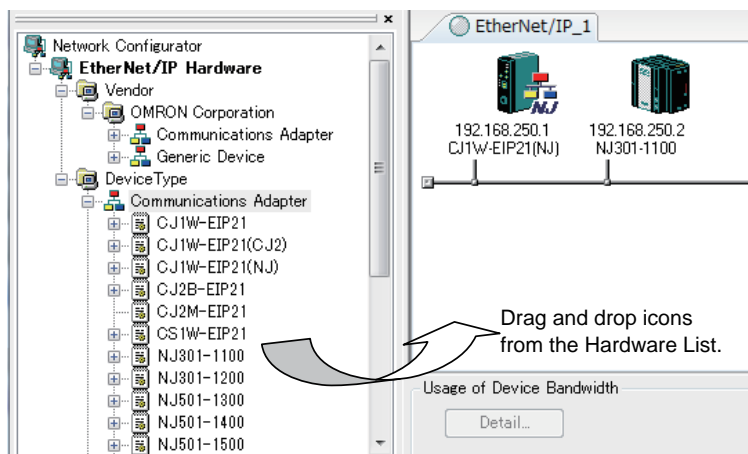 Network Configurator
EtherNet/IP Hardware
Vendor
OMRON Corporation
Communications Adapter
Generic Device
DeviceType
Communications Adapter
CJ1W-EIP21
CJ1W-EIP21(CJ2)
CJ1W-EIP21(NJ)
CJ2B-EIP21
CJ2M-EIP21
CS1W-EIP21
NJ301-1100
NJ301-1200
NJ501-1300
NJ501-1400
NJ501-1500
EtherNet/IP_1
NJ
192.168.250.1
CJ1W-EIP21(NJ)
192.168.250.2
NJ301-1100
Drag and drop icons
from the Hardware List.
Usage of Device Bandwidth
Detail...